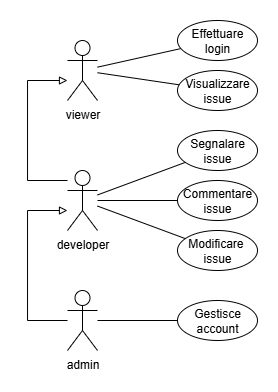 Effettuare
login
viewer
Visualizzare
issue
Segnalare
issue
developer
Commentare
issue
Modificare
issue
admin
Gestisce
account